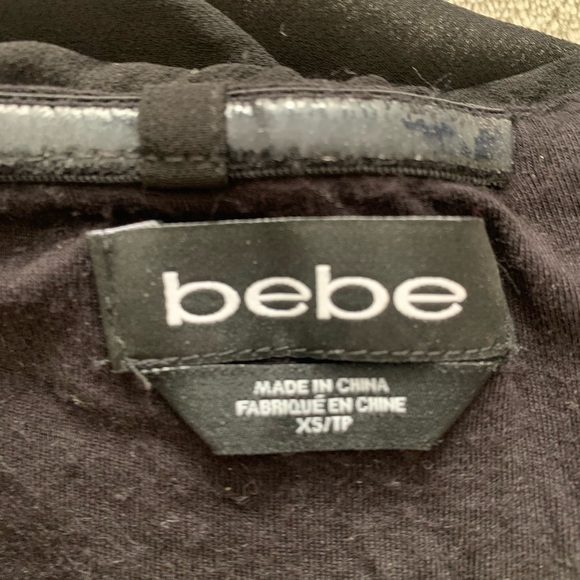 bebe
MADE IN CHINA
FABRIQUÉ EN CHINE
XS/TP